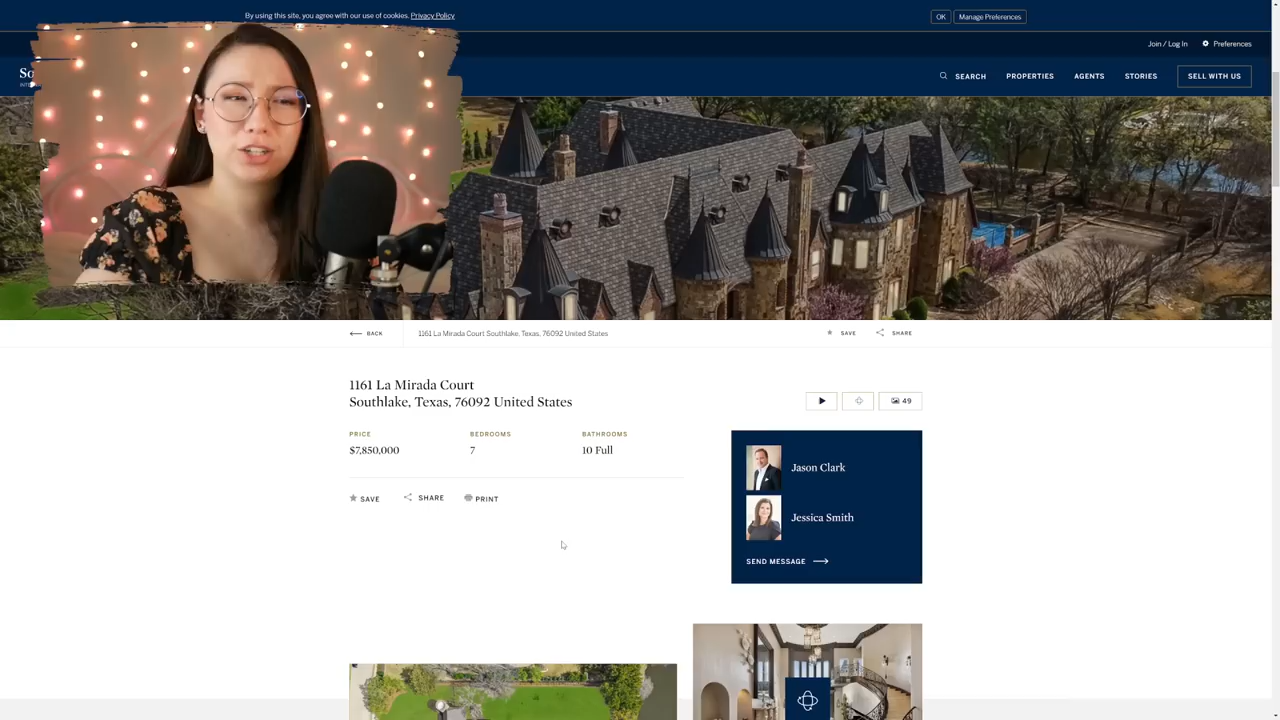 By using this site, you agree with our use of cookies. Privacy Policy
OK
Manage Preferences
Join / Log In
Preferences
SEARCH
PROPERTIES
AGENTS
STORIES
SELL WITH US
BACK
1161 La Mirada Court Southlake, Texas, 76092 United States
SAVE
SHARE
1161 La Mirada Court
Southlake, Texas, 76092 United States
49
PRICE
BEDROOMS
BATHROOMS
$7,850,000
7
10 Full
SAVE
SHARE
PRINT
Jason Clark
Jessica Smith
SEND MESSAGE